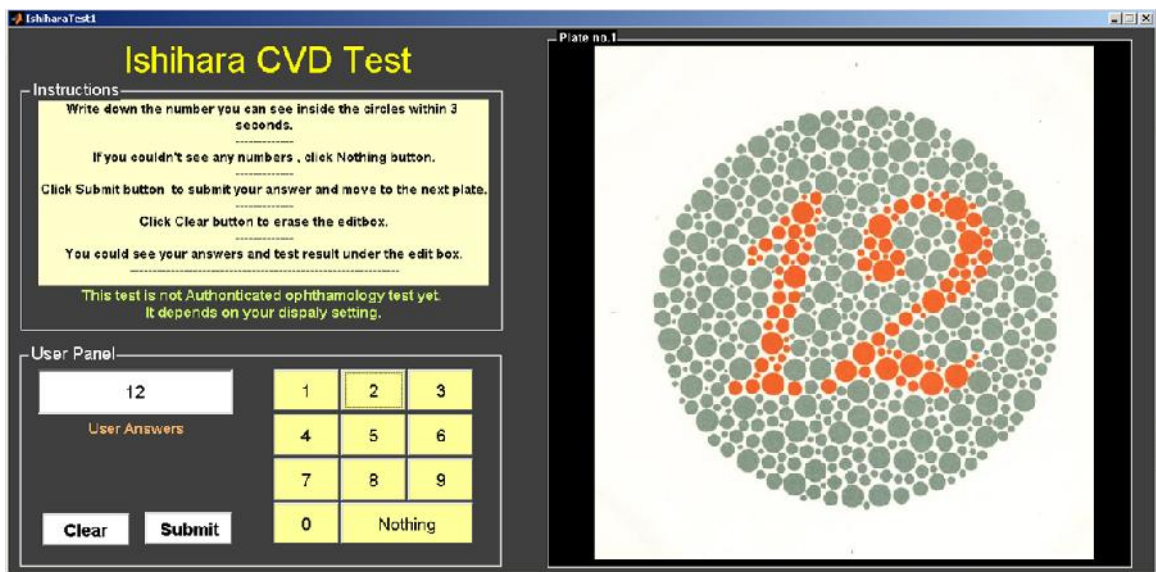 IshiharaTest1
Ishihara CVD Test
Instructions
Write down the number you can see inside the circles within 3
seconds.
--------------
If you couldn't see any numbers , click Nothing button.
--------------
Click Submit button to submit your answer and move to the next plate.
--------------
Click Clear button to erase the editbox.
--------------
You could see your answers and test result under the edit box.
----------------------------------------------------------------
This test is not Authonticated ophthamology test yet.
It depends on your dispaly setting.
User Panel
12
User Answers
1 2 3
4 5 6
7 8 9
0 Nothing
Clear Submit
Plate no.1
12